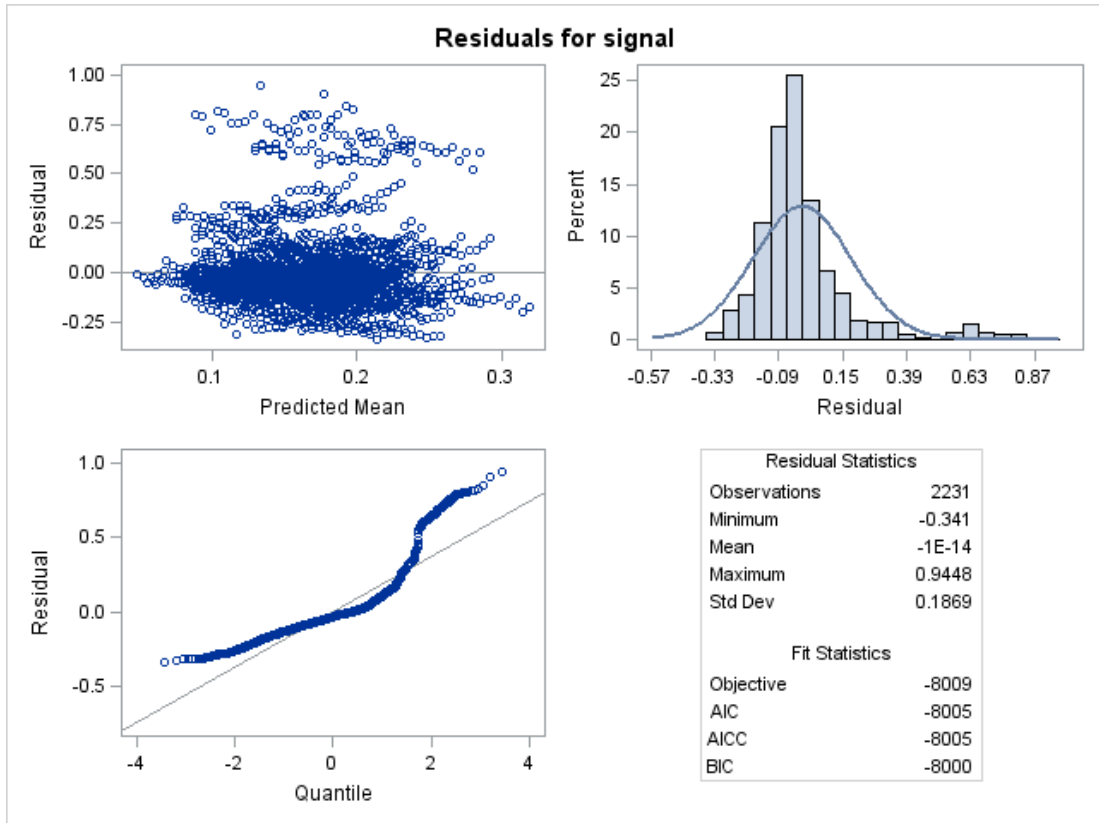 Residuals for signal
1.00
0.75
0.50
0.25
0.00
-0.25
Residual
0.1 0.2 0.3
Predicted Mean
25
20
15
10
5
0
Percent
-0.57 -0.33 -0.09 0.15 0.39 0.63 0.87
Residual
1.0
0.5
0.0
-0.5
Residual
-4 -2 0 2 4
Quantile
Residual Statistics
Observations 2231
Minimum -0.341
Mean -1E-14
Maximum 0.9448
Std Dev 0.1869
Fit Statistics
Objective -8009
AIC -8005
AICC -8005
BIC -8000